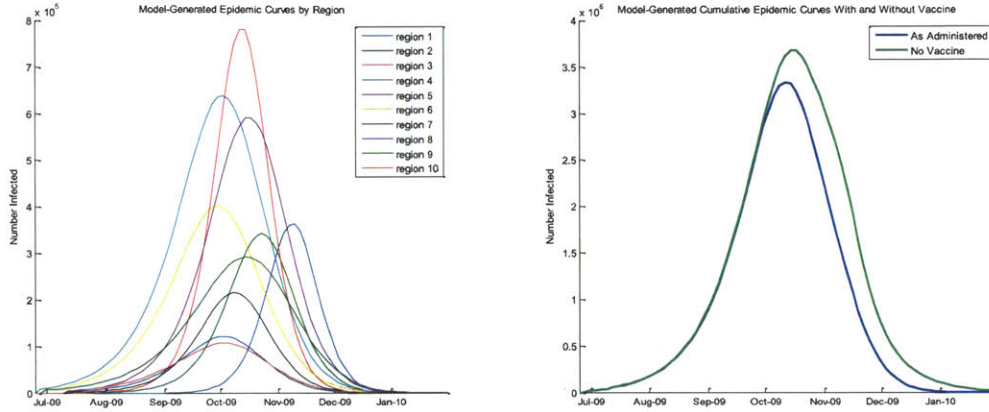 Model-Generated Epidemic Curves by Region
x 10⁵
8
7
6
5
4
3
2
1
0
Number Infected
Jul-09 Aug-09 Sep-09 Oct-09 Nov-09 Dec-09 Jan-10
region 1
region 2
region 3
region 4
region 5
region 6
region 7
region 8
region 9
region 10
Model-Generated Cumulative Epidemic Curves With and Without Vaccine
x 10⁶
4
3.5
3
2.5
2
1.5
1
0.5
0
Number Infected
Jul-09 Aug-09 Sep-09 Oct-09 Nov-09 Dec-09 Jan-10
As Administered
No Vaccine